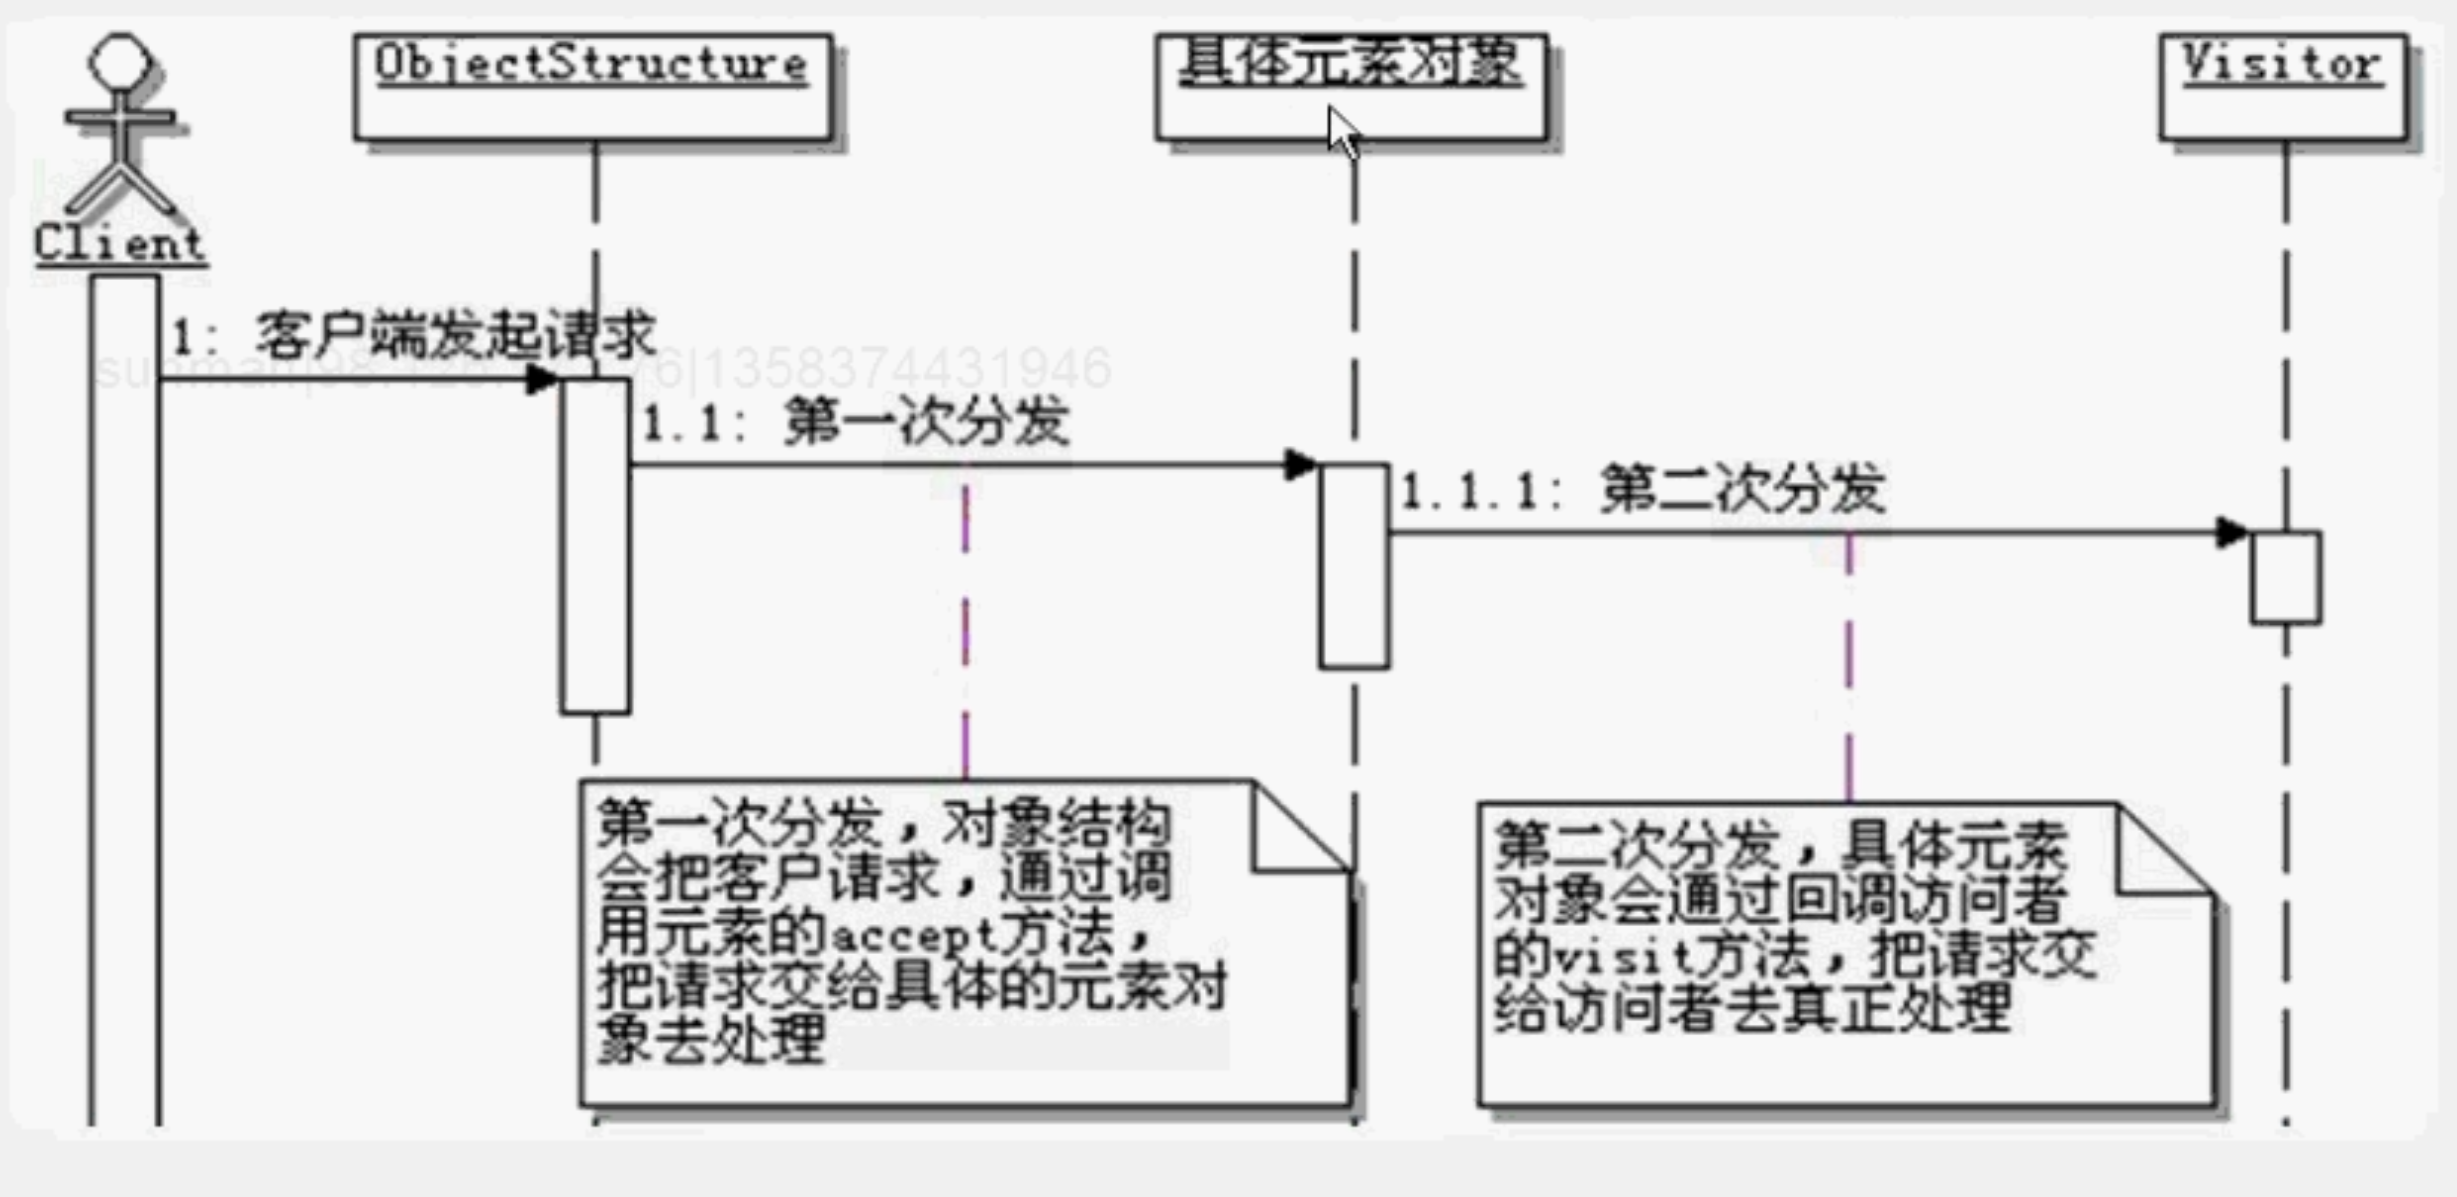 ObjectStructure
具体元素对象
Visitor
Client
1: 客户端发起请求
6|1358374431946
1.1: 第一次分发
1.1.1: 第二次分发
第一次分发，对象结构
会把客户请求，通过调
用元素的accept方法，
把请求交给具体的元素对
象去处理
第二次分发，具体元素
对象会通过回调访问者
的visit方法，把请求交
给访问者去真正处理